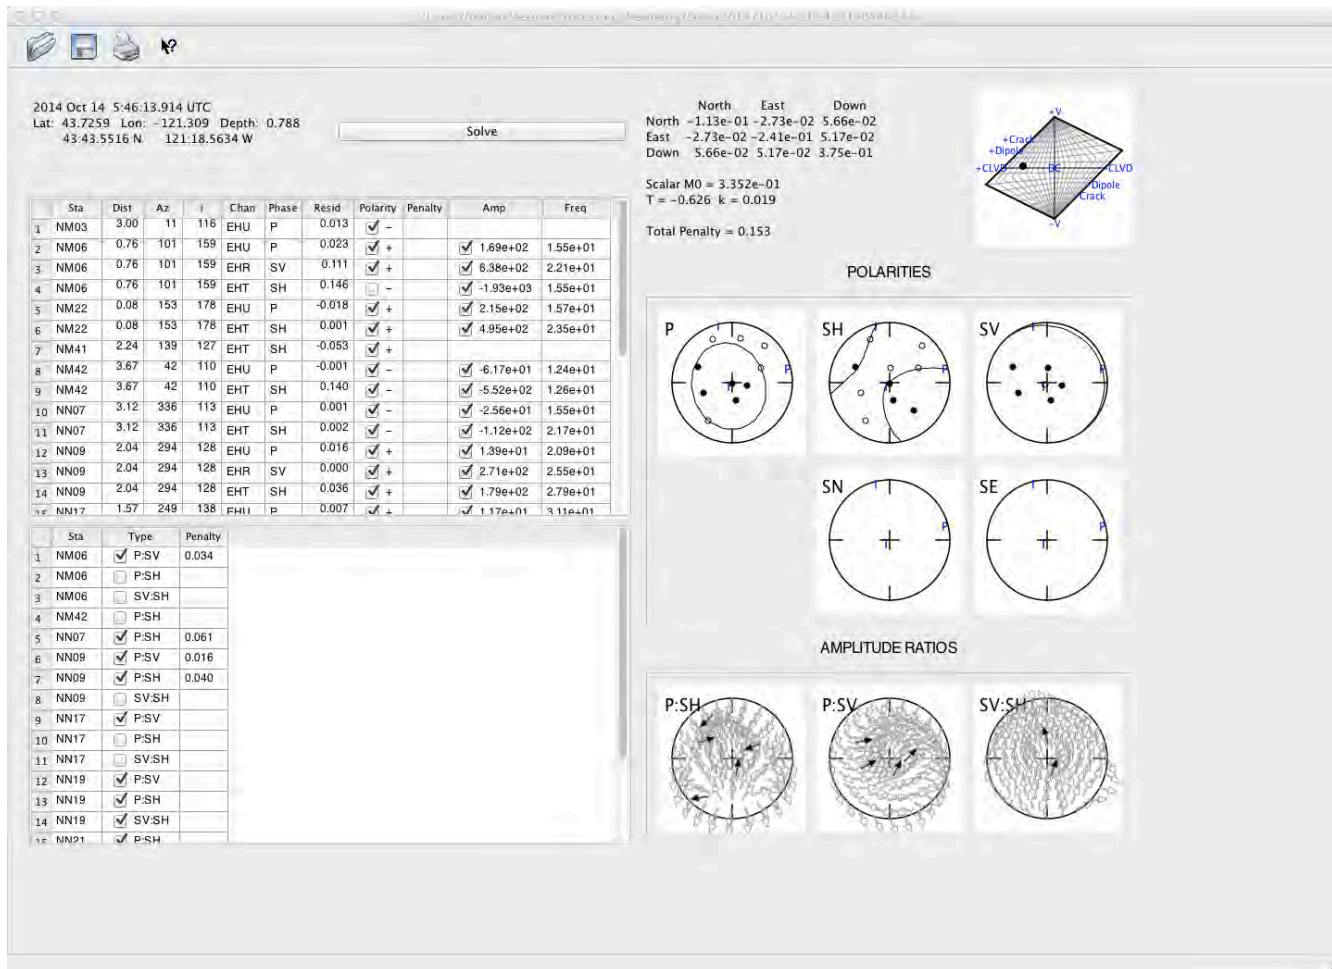 2014 Oct 14 5:46:13.914 UTC
Lat: 43.7259 Lon: -121.309 Depth: 0.788
43:43.5516 N 121:18.5634 W
Solve
North East Down
North -1.13e-01 -2.73e-02 5.66e-02
East -2.73e-02 -2.41e-01 5.17e-02
Down 5.66e-02 5.17e-02 3.75e-01
Scalar M0 = 3.352e-01
T = -0.626 k = 0.019
Total Penalty = 0.153
+V
+Crack
+Dipole
+CLVD DC -CLVD
-Dipole
-Crack
-V
Sta Dist Az i Chan Phase Resid Polarity Penalty Amp Freq
1 NM03 3.00 11 116 EHU P 0.013 -
2 NM06 0.76 101 159 EHU P 0.023 + 1.69e+02 1.55e+01
3 NM06 0.76 101 159 EHR SV 0.111 + 6.38e+02 2.21e+01
4 NM06 0.76 101 159 EHT SH 0.146 - -1.93e+03 1.55e+01
5 NM22 0.08 153 178 EHU P -0.018 + 2.15e+02 1.57e+01
6 NM22 0.08 153 178 EHT SH 0.001 + 4.95e+02 2.35e+01
7 NM41 2.24 139 127 EHT SH -0.053 +
8 NM42 3.67 42 110 EHU P -0.001 - -6.17e+01 1.24e+01
9 NM42 3.67 42 110 EHT SH 0.140 - -5.52e+02 1.26e+01
10 NN07 3.12 336 113 EHU P 0.001 - -2.56e+01 1.55e+01
11 NN07 3.12 336 113 EHT SH 0.002 - -1.12e+02 2.17e+01
12 NN09 2.04 294 128 EHU P 0.016 + 1.39e+01 2.09e+01
13 NN09 2.04 294 128 EHR SV 0.000 + 2.71e+02 2.55e+01
14 NN09 2.04 294 128 EHT SH 0.036 + 1.79e+02 2.79e+01
15 NN17 1.57 249 138 EHU P 0.007 + 1.17e+01 3.11e+01
Sta Type Penalty
1 NM06 P:SV 0.034
2 NM06 P:SH
3 NM06 SV:SH
4 NM42 P:SH
5 NN07 P:SH 0.061
6 NN09 P:SV 0.016
7 NN09 P:SH 0.040
8 NN09 SV:SH
9 NN17 P:SV
10 NN17 P:SH
11 NN17 SV:SH
12 NN19 P:SV
13 NN19 P:SH
14 NN19 SV:SH
15 NN21 P:SH
POLARITIES
P SH SV
SN SE
AMPLITUDE RATIOS
P:SH P:SV SV:SH